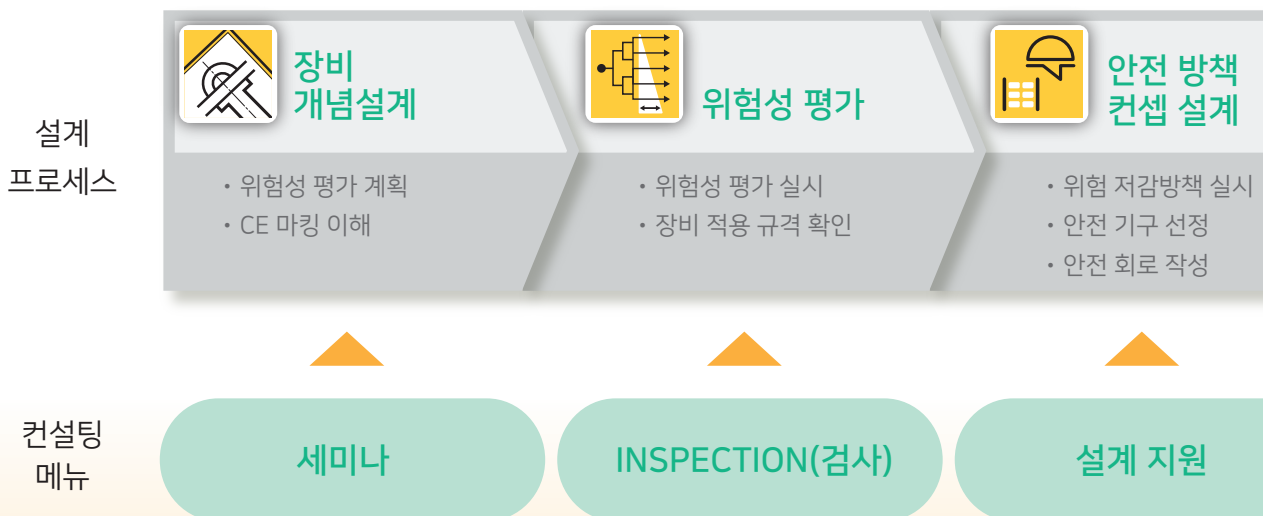 설계
프로세스
장비
개념설계
• 위험성 평가 계획
• CE 마킹 이해
위험성 평가
• 위험성 평가 실시
• 장비 적용 규격 확인
안전 방책
컨셉 설계
• 위험 저감방책 실시
• 안전 기구 선정
• 안전 회로 작성
컨설팅
메뉴
세미나
INSPECTION(검사)
설계 지원